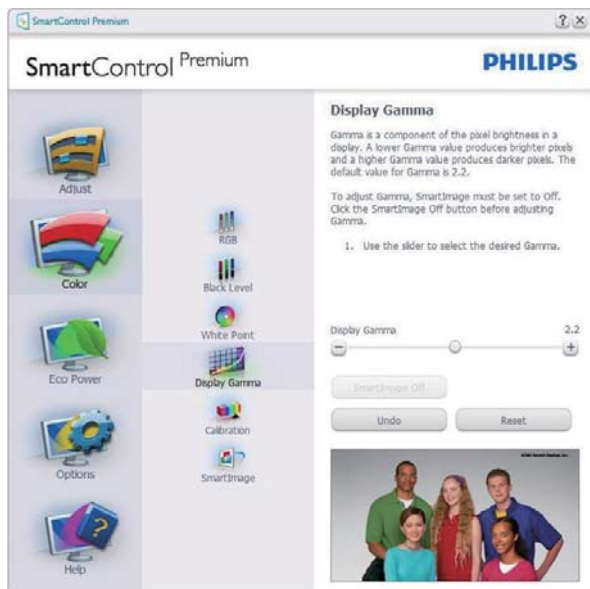 SmartControl Premium
? ×
SmartControl Premium
PHILIPS
Adjust
Color
Eco Power
Options
Help
RGB
Black Level
White Point
Display Gamma
Calibration
SmartImage
Display Gamma
Gamma is a component of the pixel brightness in a
display. A lower Gamma value produces brighter pixels
and a higher Gamma value produces darker pixels. The
default value for Gamma is 2.2.
To adjust Gamma, SmartImage must be set to Off.
Click the SmartImage Off button before adjusting
Gamma.
1. Use the slider to select the desired Gamma.
Display Gamma 2.2
SmartImage Off
Undo Reset